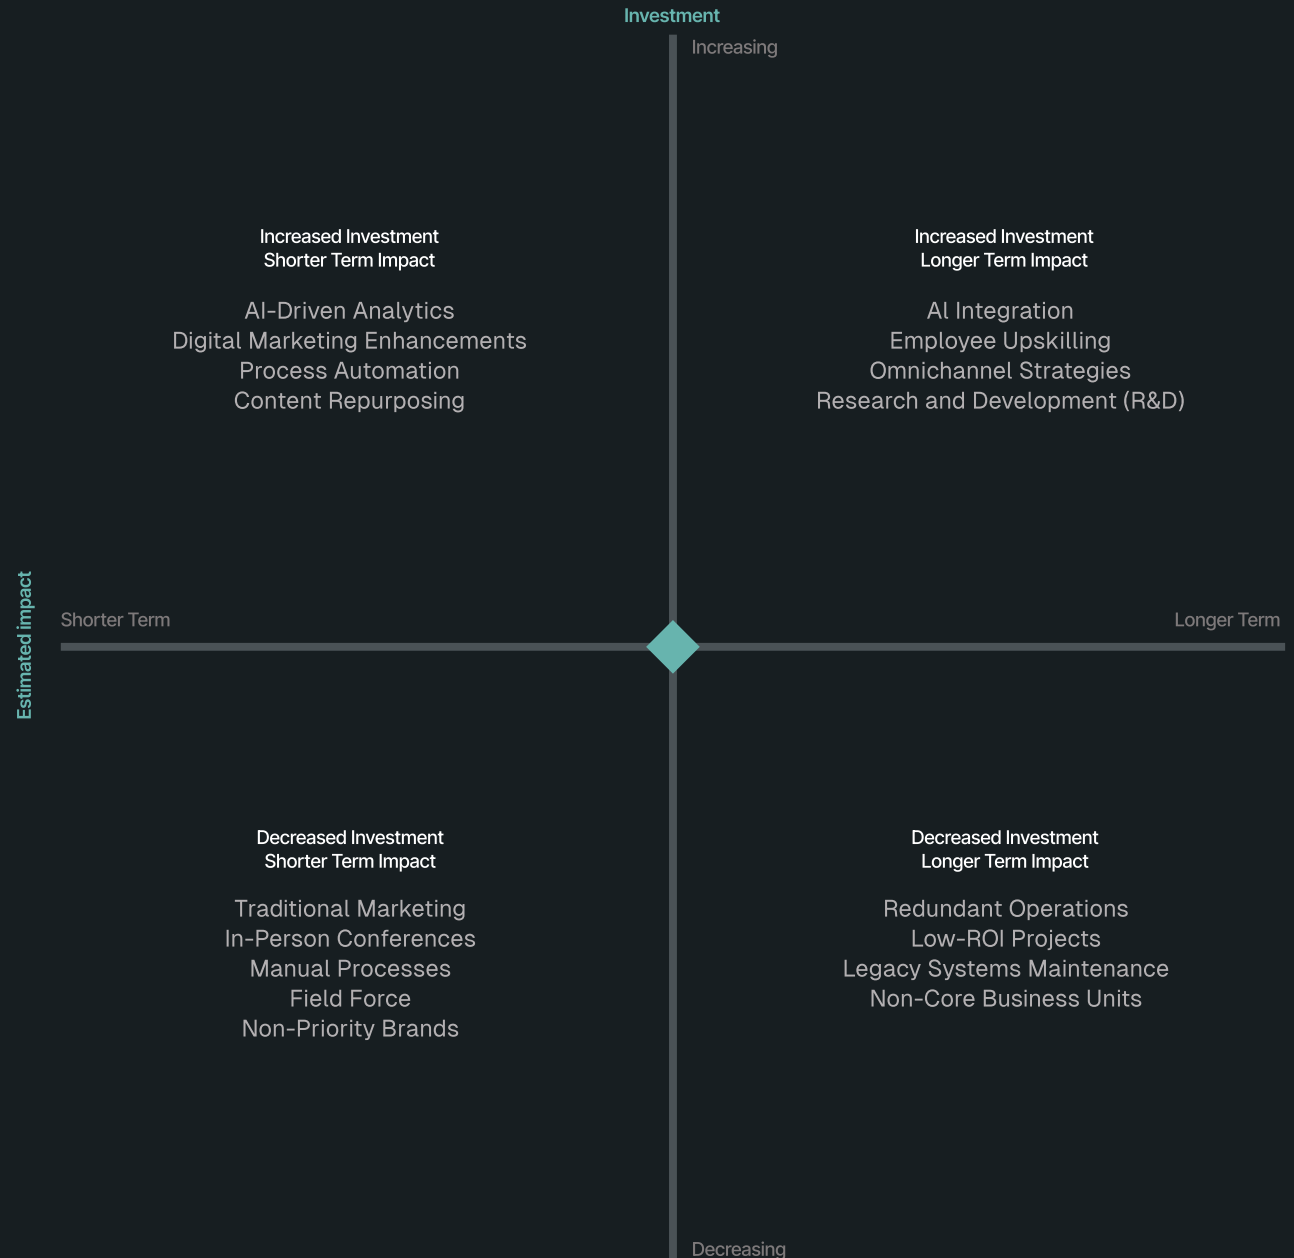 Investment
Increasing
Increased Investment
Shorter Term Impact
AI-Driven Analytics
Digital Marketing Enhancements
Process Automation
Content Repurposing
Increased Investment
Longer Term Impact
AI Integration
Employee Upskilling
Omnichannel Strategies
Research and Development (R&D)
Estimated impact
Shorter Term
Longer Term
Decreased Investment
Shorter Term Impact
Traditional Marketing
In-Person Conferences
Manual Processes
Field Force
Non-Priority Brands
Decreased Investment
Longer Term Impact
Redundant Operations
Low-ROI Projects
Legacy Systems Maintenance
Non-Core Business Units
Decreasing